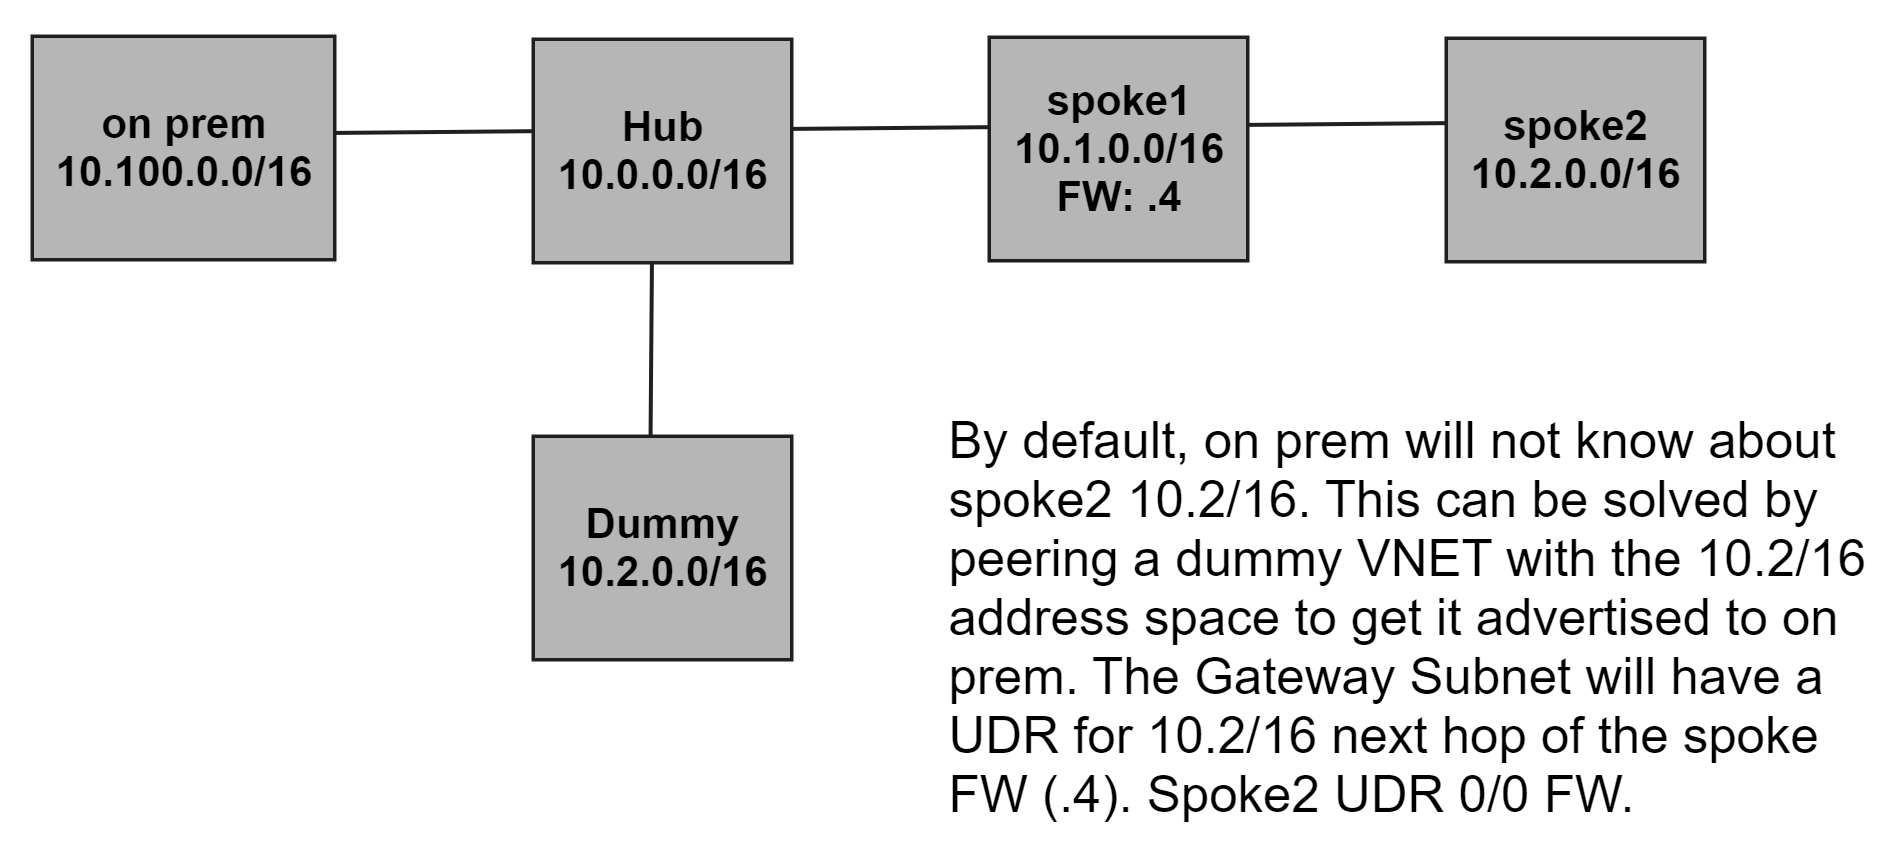 on prem
10.100.0.0/16
Hub
10.0.0.0/16
spoke1
10.1.0.0/16
FW: .4
spoke2
10.2.0.0/16
Dummy
10.2.0.0/16
By default, on prem will not know about
spoke2 10.2/16. This can be solved by
peering a dummy VNET with the 10.2/16
address space to get it advertised to on
prem. The Gateway Subnet will have a
UDR for 10.2/16 next hop of the spoke
FW (.4). Spoke2 UDR 0/0 FW.